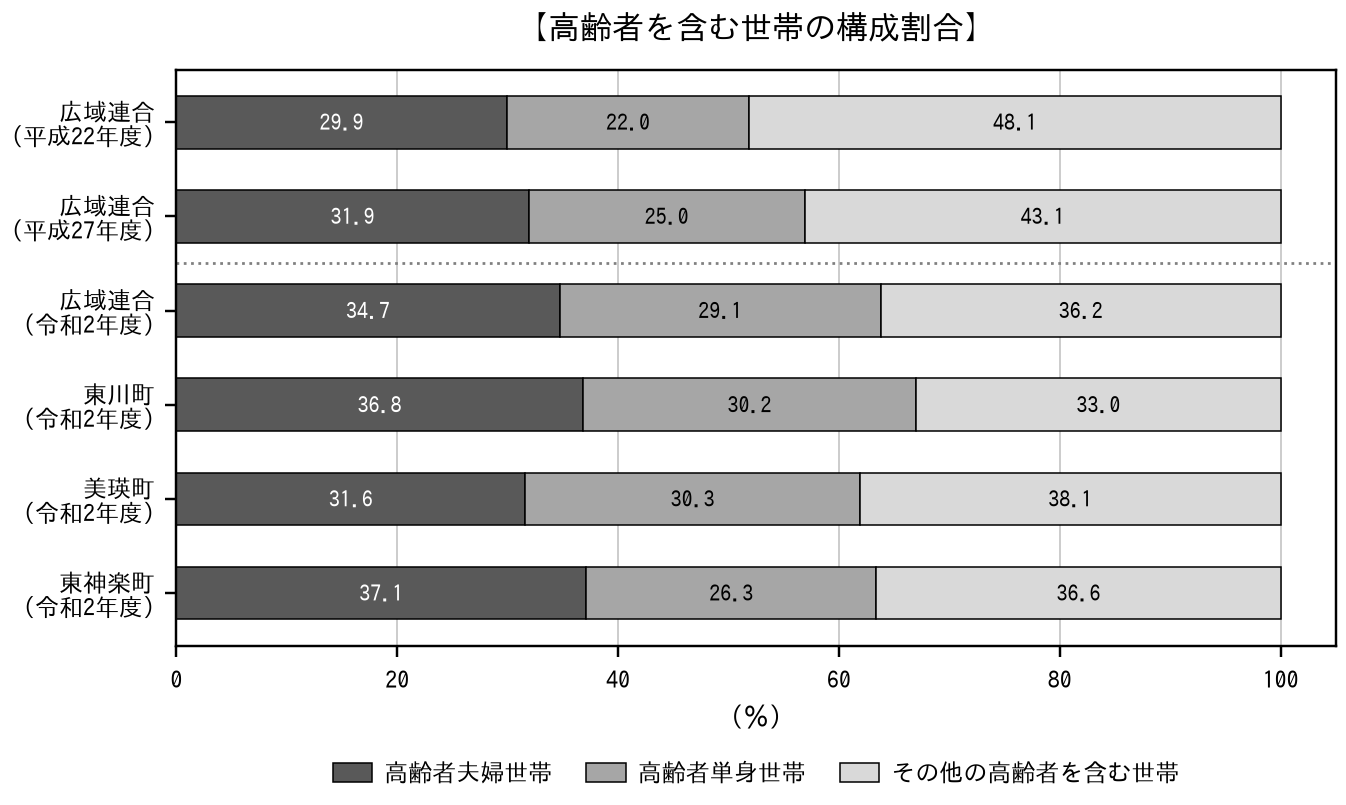 【高齢者を含む世帯の構成割合】
広域連合
（平成22年度）
29.9 22.0 48.1
広域連合
（平成27年度）
31.9 25.0 43.1
広域連合
（令和2年度）
34.7 29.1 36.2
東川町
（令和2年度）
36.8 30.2 33.0
美瑛町
（令和2年度）
31.6 30.3 38.1
東神楽町
（令和2年度）
37.1 26.3 36.6
0 20 40 60 80 100
（%）
高齢者夫婦世帯 高齢者単身世帯 その他の高齢者を含む世帯